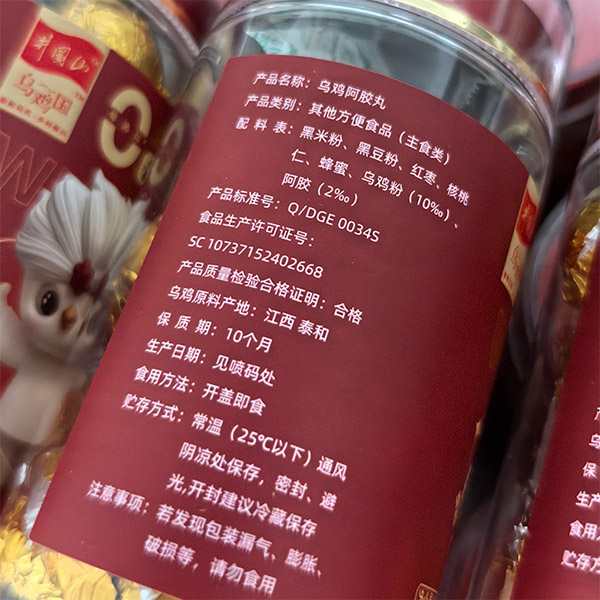 井冈山
TM
乌鸡国
产品名称：乌鸡阿胶丸
产品类别：其他方便食品（主食类）
配 料 表：黑米粉、黑豆粉、红枣、核桃
仁、蜂蜜、乌鸡粉（10‰）、
阿胶（2‰）
产品标准号：Q/DGE 0034S
食品生产许可证号：
SC 10737152402668
产品质量检验合格证明：合格
乌鸡原料产地：江西 泰和
保 质 期：10个月
生产日期：见喷码处
食用方法：开盖即食
贮存方式：常温（25℃以下）通风
阴凉处保存，密封、避
光,开封建议冷藏保存
注意事项：若发现包装漏气、膨胀、
破损等，请勿食用